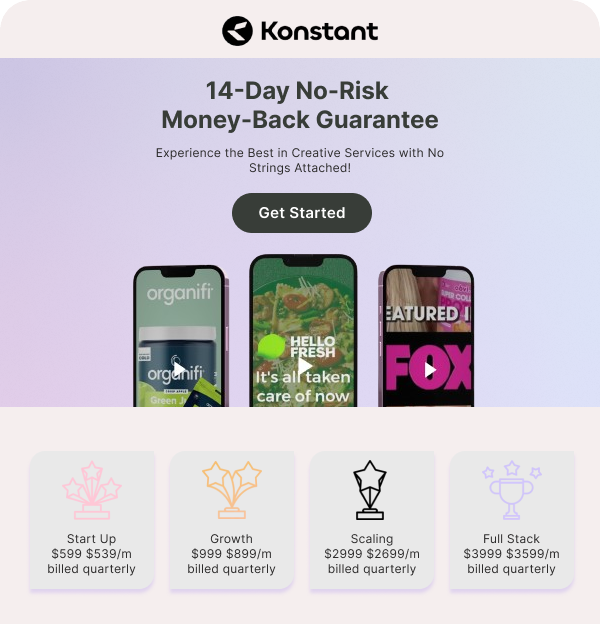 Konstant
14-Day No-Risk
Money-Back Guarantee
Experience the Best in Creative Services with No
Strings Attached!
Get Started
organifi
organifi
Green J
HELLO
FRESH
It's all taken
care of now
EATURED I
FOX
Start Up
$599 $539/m
billed quarterly
Growth
$999 $899/m
billed quarterly
Scaling
$2999 $2699/m
billed quarterly
Full Stack
$3999 $3599/m
billed quarterly